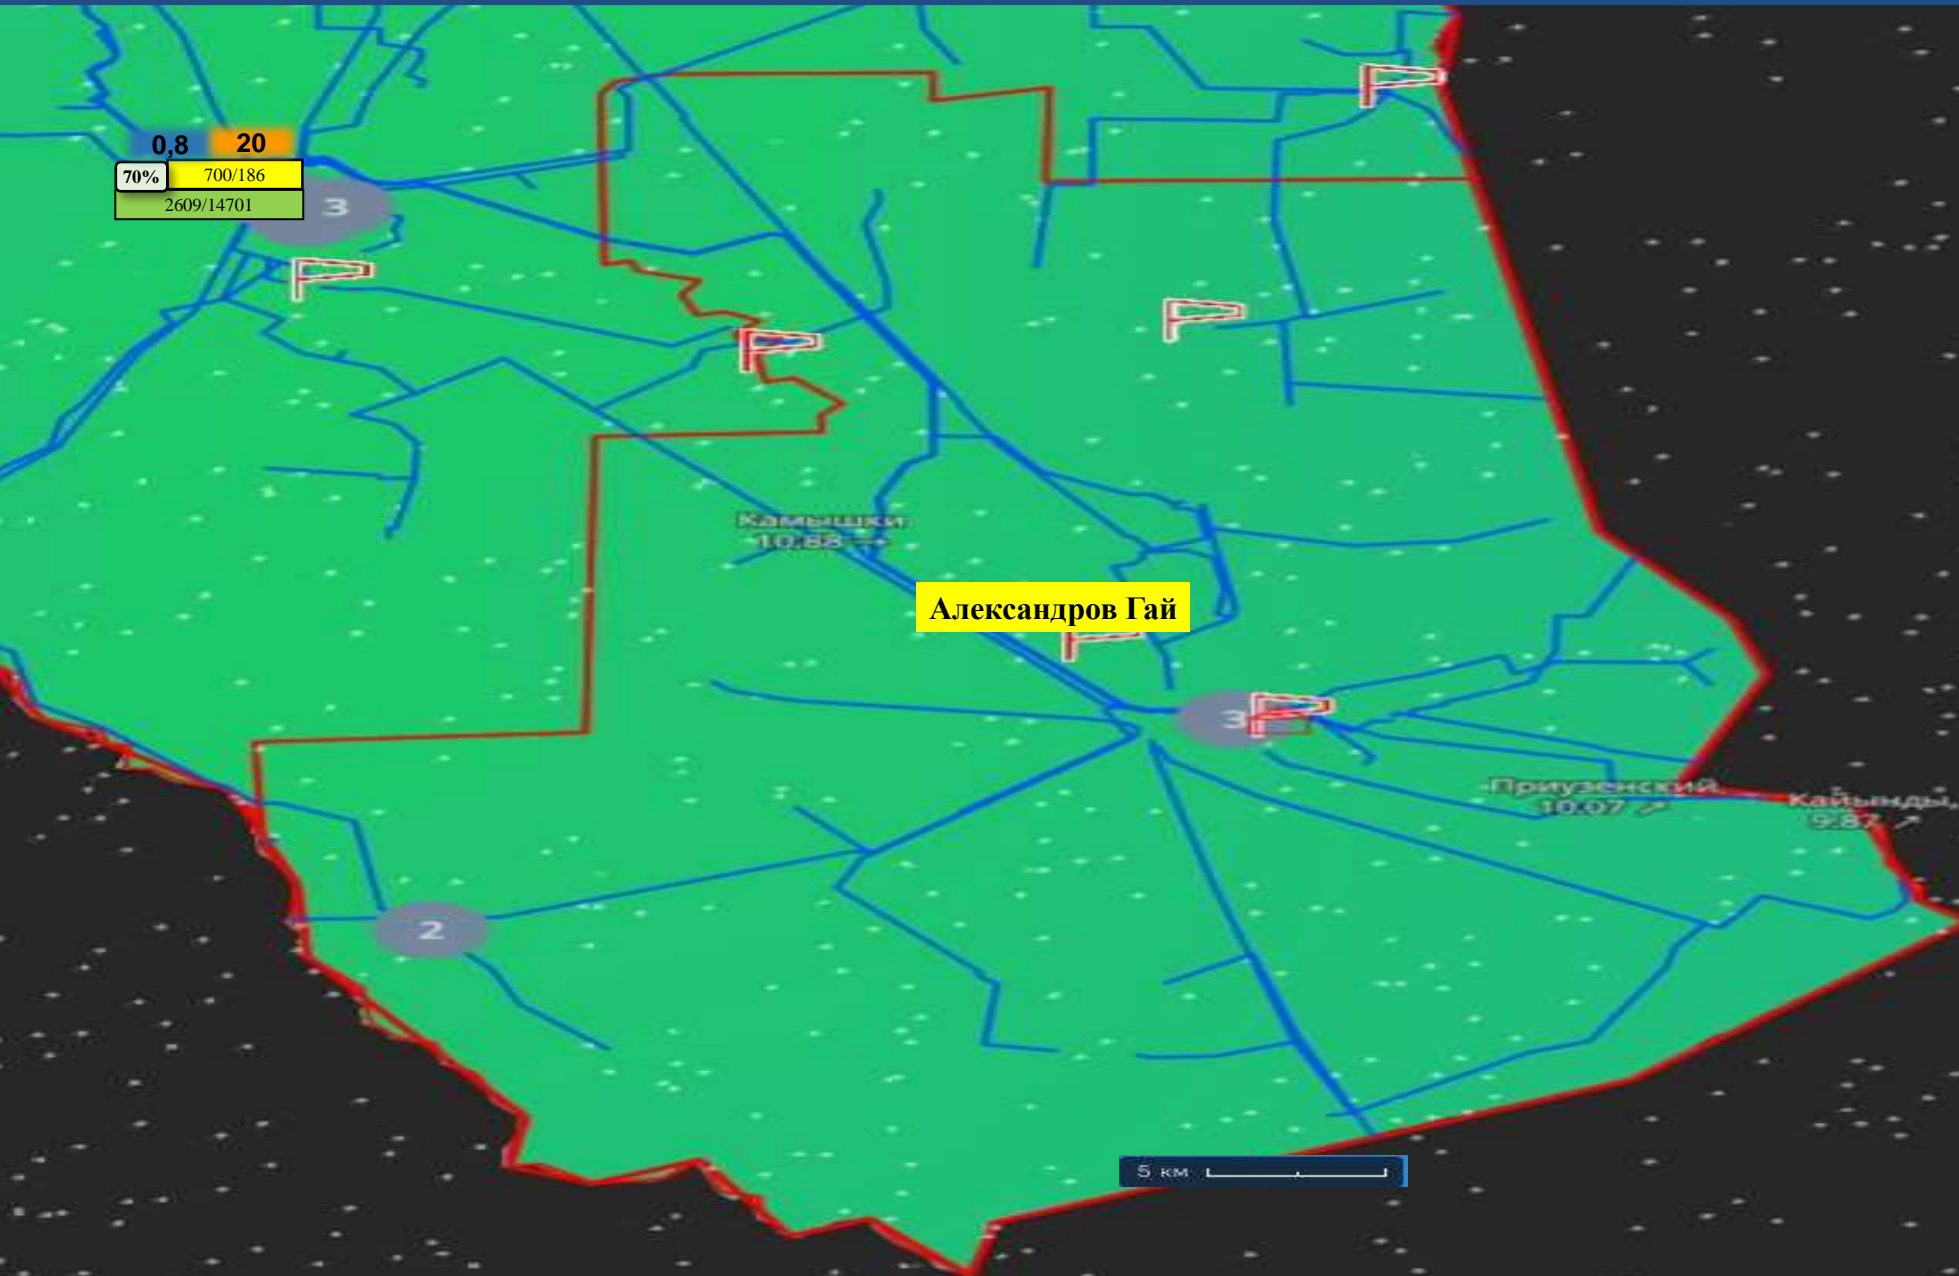 0,8 20
70% 700/186
2609/14701
3
Камышки
10.88 →
Александров Гай
3
Приузенский
10.07 ↗
Кайынды,
9.87 ↗
2
5 км